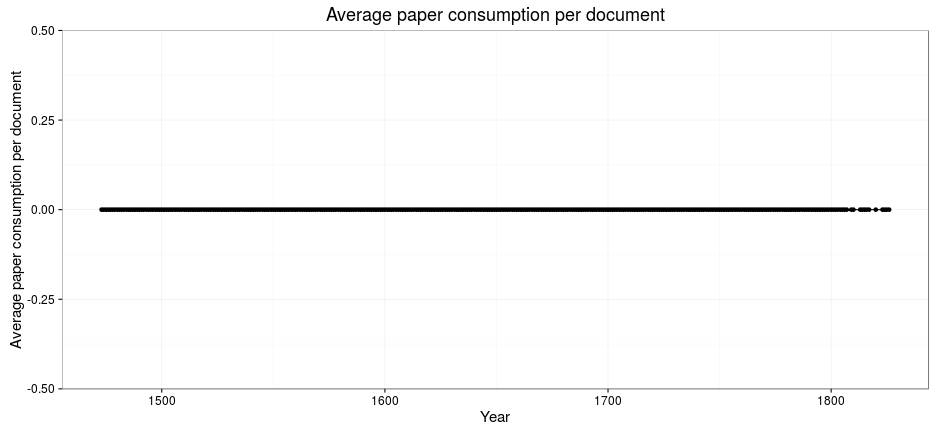 Average paper consumption per document
Average paper consumption per document
0.50
0.25
0.00
-0.25
-0.50
1500 1600 1700 1800
Year